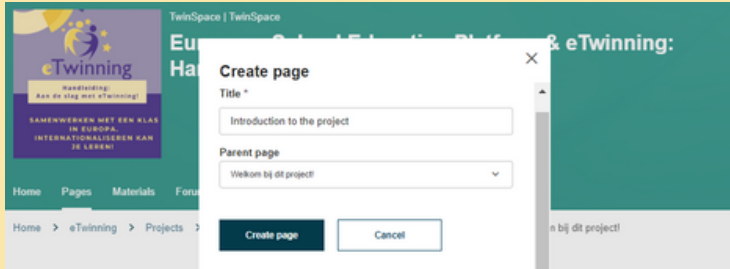 TwinSpace | TwinSpace
& eTwinning:
eTwinning
Handleiding:
Aan de slag met eTwinning!
SAMENWERKEN MET EEN KLAS
IN EUROPA.
INTERNATIONALISEREN KAN
JE LEREN!
Create page
Title *
Introduction to the project
Parent page
Welkom bij dit project!
Create page Cancel
Home Pages Materials
Home > eTwinning > Projects > bij dit project!